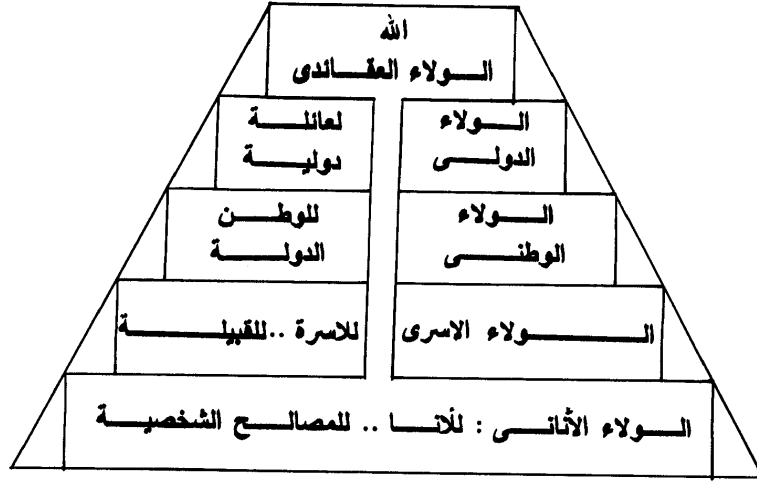 الله
الولاء العقائدى
الولاء
الدولى
لعائلة
دولية
الولاء
الوطنى
للوطن
الدولة
الولاء الاسرى
للاسرة ..للقبيلة
الولاء الأنانى : للأنا .. للمصالح الشخصية